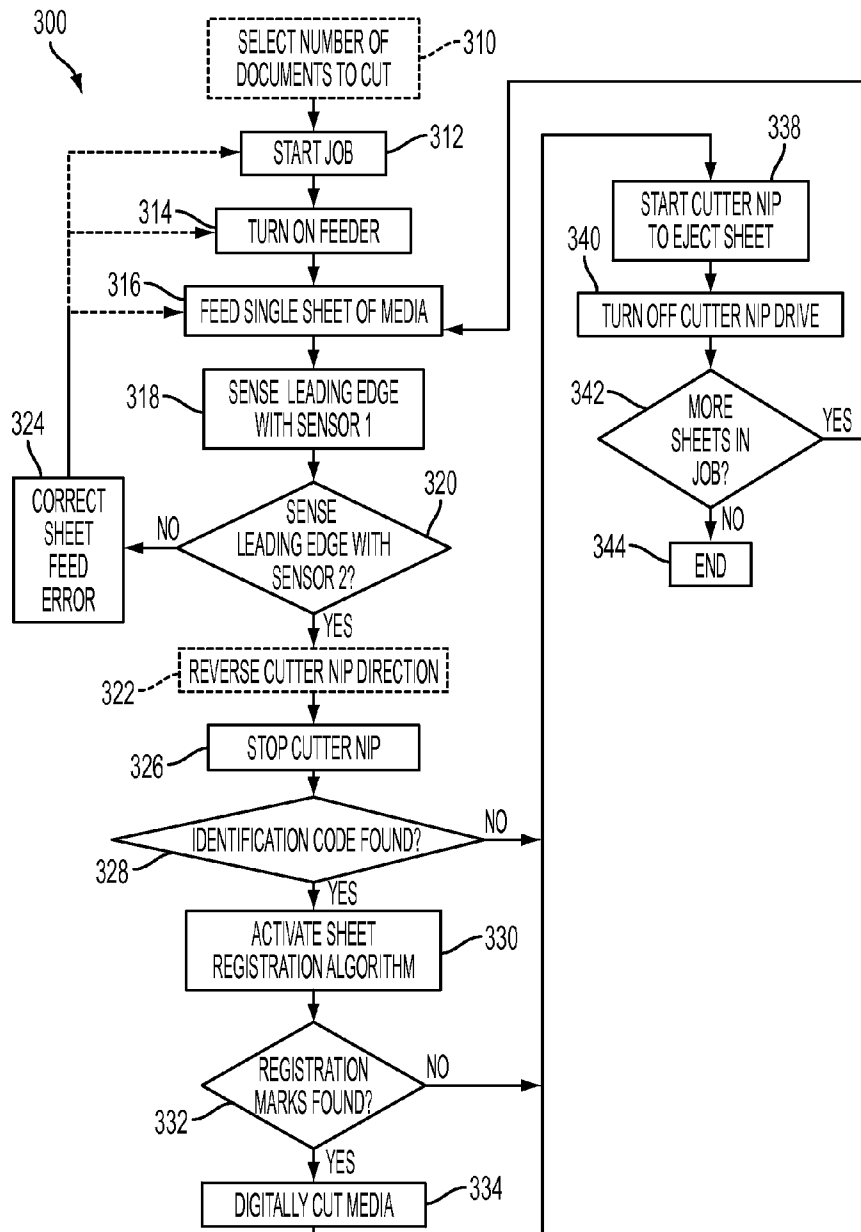 300
SELECT NUMBER OF
DOCUMENTS TO CUT
310
START JOB
312
314
TURN ON FEEDER
316
FEED SINGLE SHEET OF MEDIA
318
SENSE LEADING EDGE
WITH SENSOR 1
324
CORRECT
SHEET
FEED
ERROR
NO
SENSE
LEADING EDGE WITH
SENSOR 2?
320
YES
322
REVERSE CUTTER NIP DIRECTION
326
STOP CUTTER NIP
328
IDENTIFICATION CODE FOUND?
NO
YES
ACTIVATE SHEET
REGISTRATION ALGORITHM
330
332
REGISTRATION
MARKS FOUND?
NO
YES
DIGITALLY CUT MEDIA
334
338
START CUTTER NIP
TO EJECT SHEET
340
TURN OFF CUTTER NIP DRIVE
342
MORE
SHEETS IN
JOB?
YES
NO
344
END